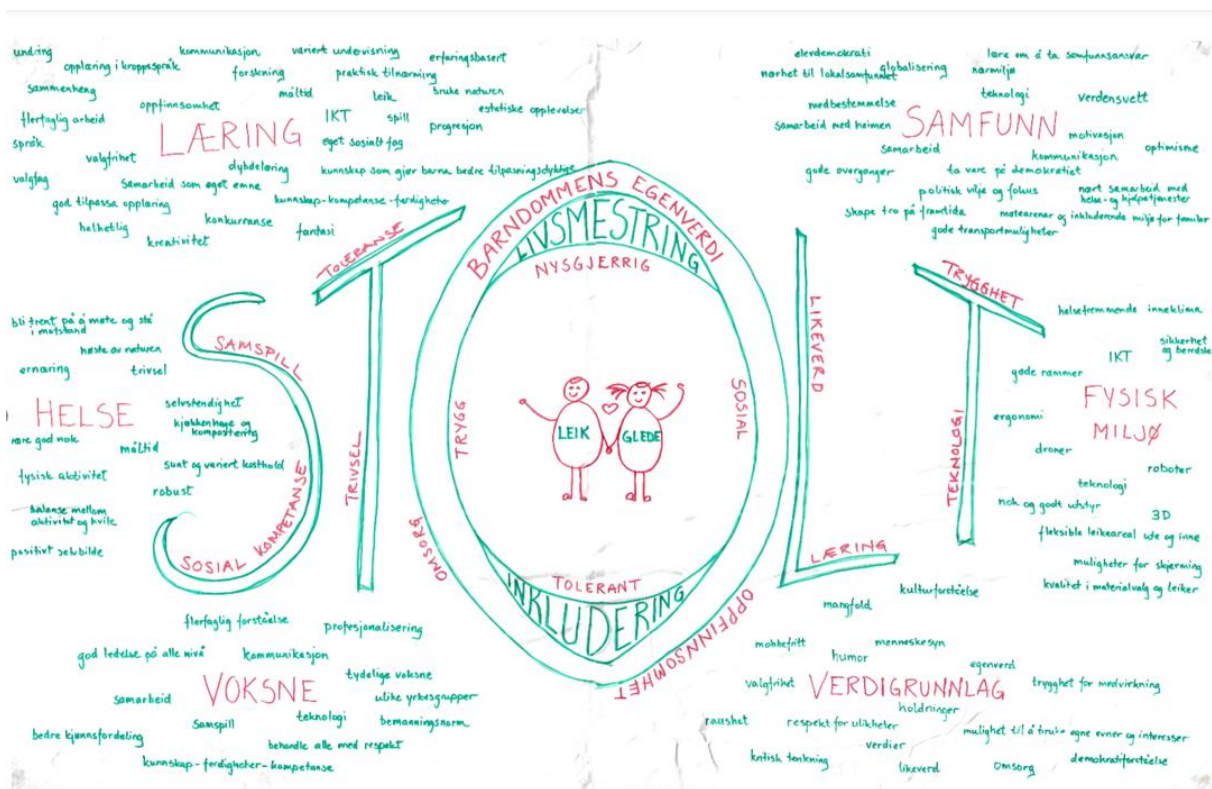 undring
kommunikasjon
variert undervisning
erfaringsbasert
opplæring i kroppsspråk
forskning
praktisk tilnærming
sammenheng
måltid
leik
bruke naturen
oppfinnsomhet
IKT
spill
estetiske opplevelser
flerfaglig arbeid
LÆRING
progresjon
språk
eget sosialt fag
valgfrihet
dybdelæring
kunnskap som gjør barna bedre tilpasningsdyktige
valgfag
samarbeid som eget emne
god tilpassa opplæring
kunnskap-kompetanse-ferdigheter
helhetlig
konkurranse
fantasi
kreativitet
elevdemokrati
lære om å ta samfunnsansvar
globalisering
nærhet til lokalsamfunnet
nærmiljø
teknologi
verdensvett
medbestemmelse
samarbeid med heimen
SAMFUNN
motivasjon
samarbeid
optimisme
kommunikasjon
gode overganger
ta vare på demokratiet
politisk vilje og fokus
nært samarbeid med
helse- og hjelpetjenester
skape tro på framtida
møtearenaer og inkluderende miljø for familier
gode transportmuligheter
BARNDOMMENS EGENVERDI
LIVSMESTRING
NYSGJERRIG
TOLERANSE
TRIVSEL
SAMSPILL
SOSIAL KOMPETANSE
TRYGG
SOSIAL
LEIK
GLEDE
TOLERANT
INKLUDERING
OMSORG
OPPFINNSOMHET
LIKEVERD
LÆRING
TRYGGHET
TEKNOLOGI
bli trent på å møte og stå
i motstand
høste av naturen
ernæring
trivsel
HELSE
selvstendighet
kjøkkenhage og
kompostering
være god nok
måltid
sunt og variert kosthold
fysisk aktivitet
robust
balanse mellom
aktivitet og hvile
positivt selvbilde
helsefremmende inneklima
sikkerhet
og beredskap
IKT
gode rammer
FYSISK
MILJØ
ergonomi
droner
roboter
teknologi
nok og godt utstyr
3D
fleksible leikeareal ute og inne
muligheter for skjerming
kvalitet i materialvalg og leiker
flerfaglig forståelse
profesjonalisering
god ledelse på alle nivå
kommunikasjon
tydelige voksne
samarbeid
VOKSNE
ulike yrkesgrupper
samspill
teknologi
bemanningsnorm
bedre kjønnsfordeling
behandle alle med respekt
kunnskap-ferdigheter-kompetanse
kulturforståelse
mangfold
mobbefritt
menneskesyn
humor
egenverd
valgfrihet
VERDIGRUNNLAG
trygghet for medvirkning
holdninger
raushet
respekt for ulikheter
mulighet til å bruke egne evner og interesser
verdier
kritisk tenkning
likeverd
omsorg
demokratiforståelse